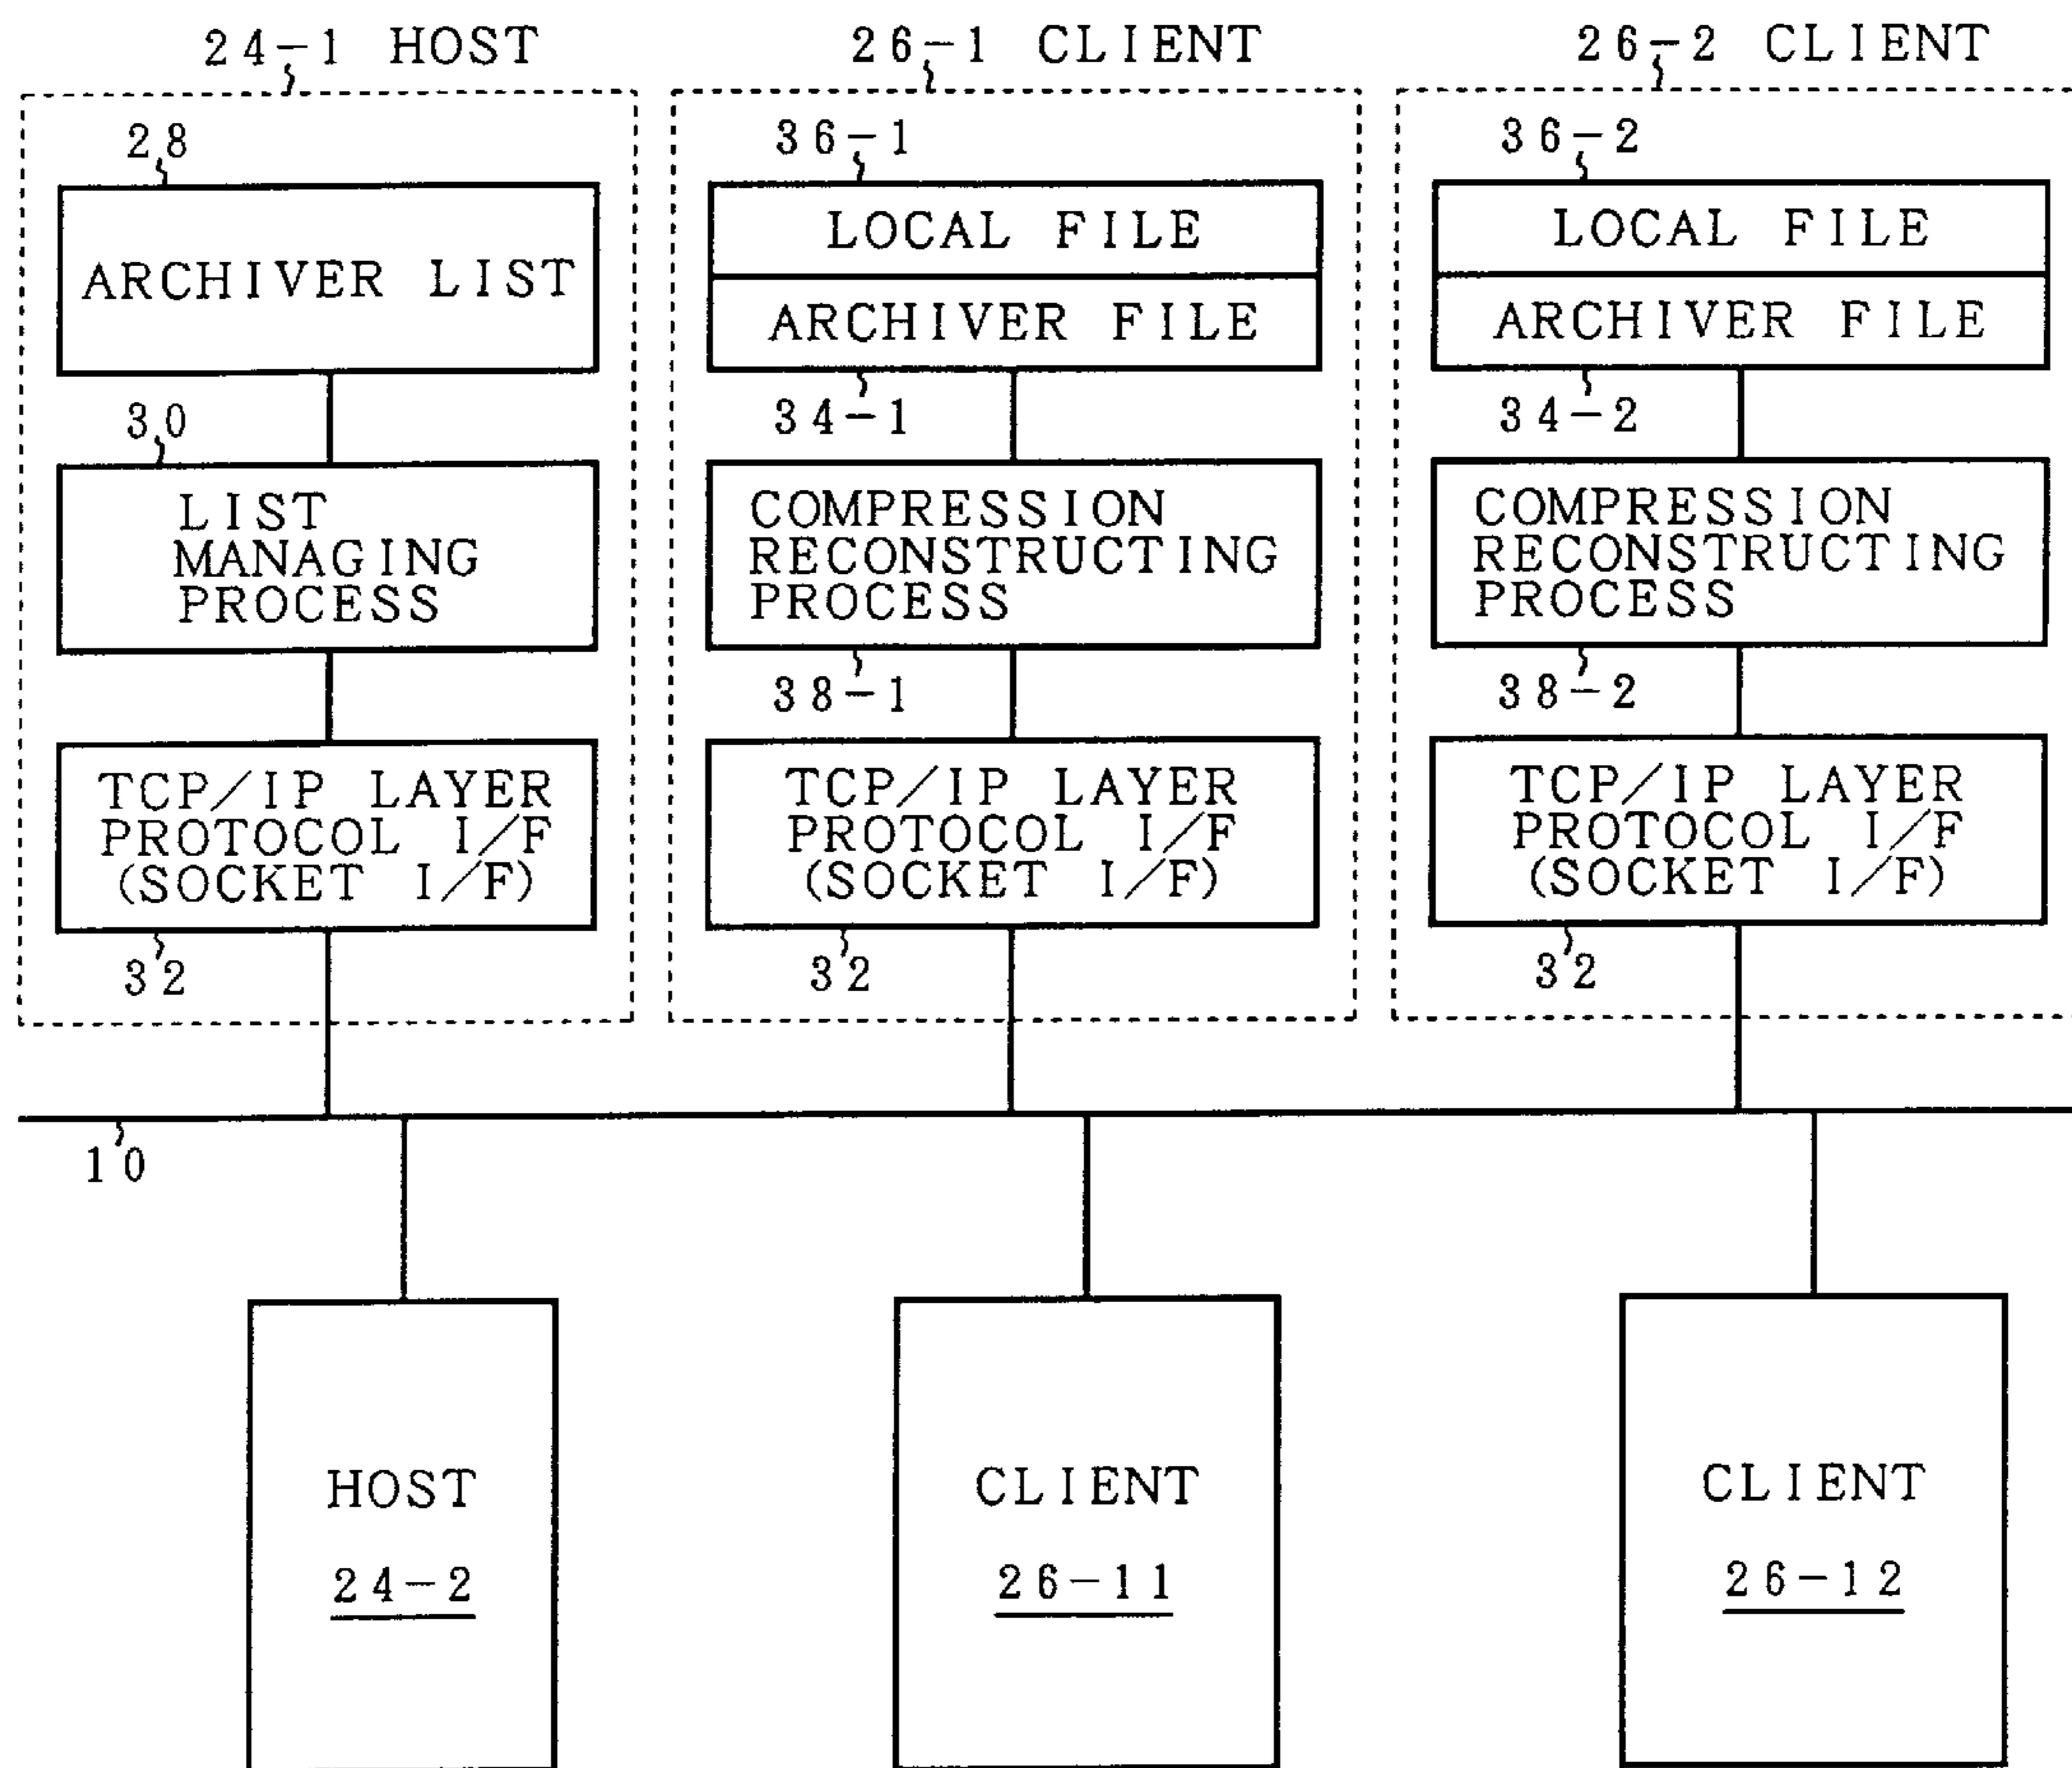 24-1 HOST
26-1 CLIENT
26-2 CLIENT
28
ARCHIVER LIST
30
LIST
MANAGING
PROCESS
TCP/IP LAYER
PROTOCOL I/F
(SOCKET I/F)
32
36-1
LOCAL FILE
ARCHIVER FILE
34-1
COMPRESSION
RECONSTRUCTING
PROCESS
38-1
TCP/IP LAYER
PROTOCOL I/F
(SOCKET I/F)
32
36-2
LOCAL FILE
ARCHIVER FILE
34-2
COMPRESSION
RECONSTRUCTING
PROCESS
38-2
TCP/IP LAYER
PROTOCOL I/F
(SOCKET I/F)
32
10
HOST
24-2
CLIENT
26-11
CLIENT
26-12